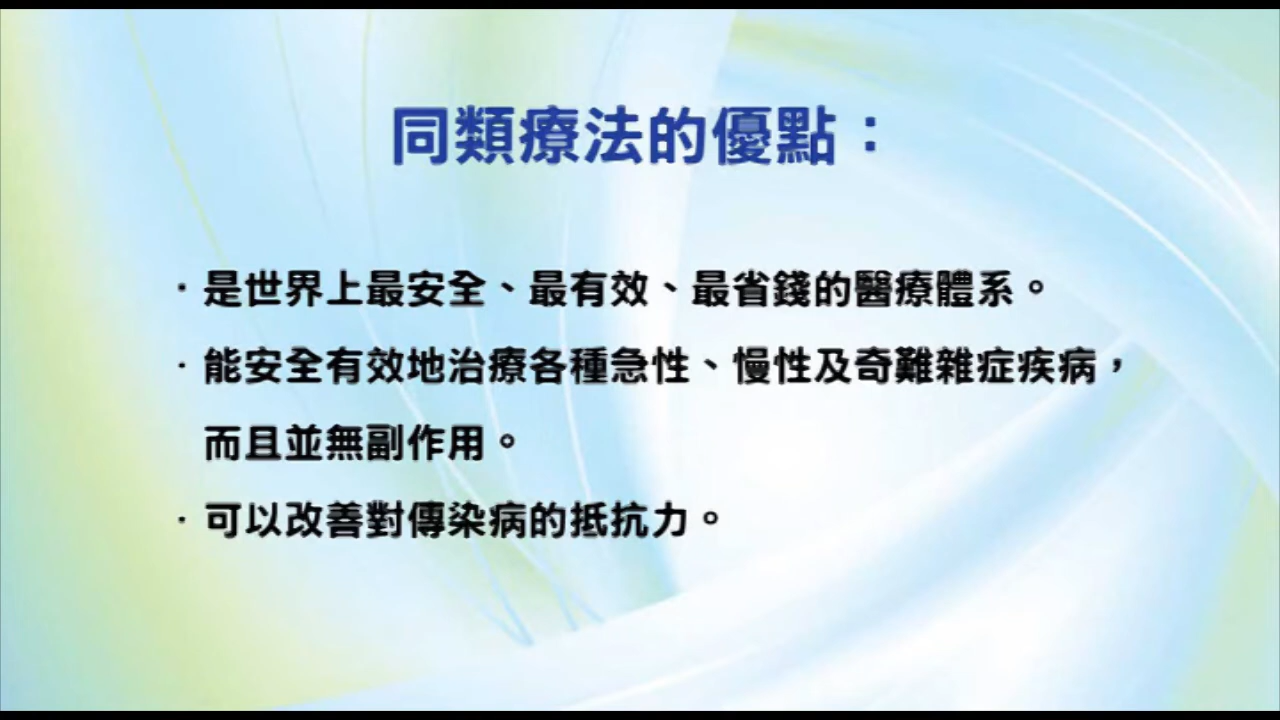 同類療法的優點：
· 是世界上最安全、最有效、最省錢的醫療體系。
· 能安全有效地治療各種急性、慢性及奇難雜症疾病，
而且並無副作用。
· 可以改善對傳染病的抵抗力。